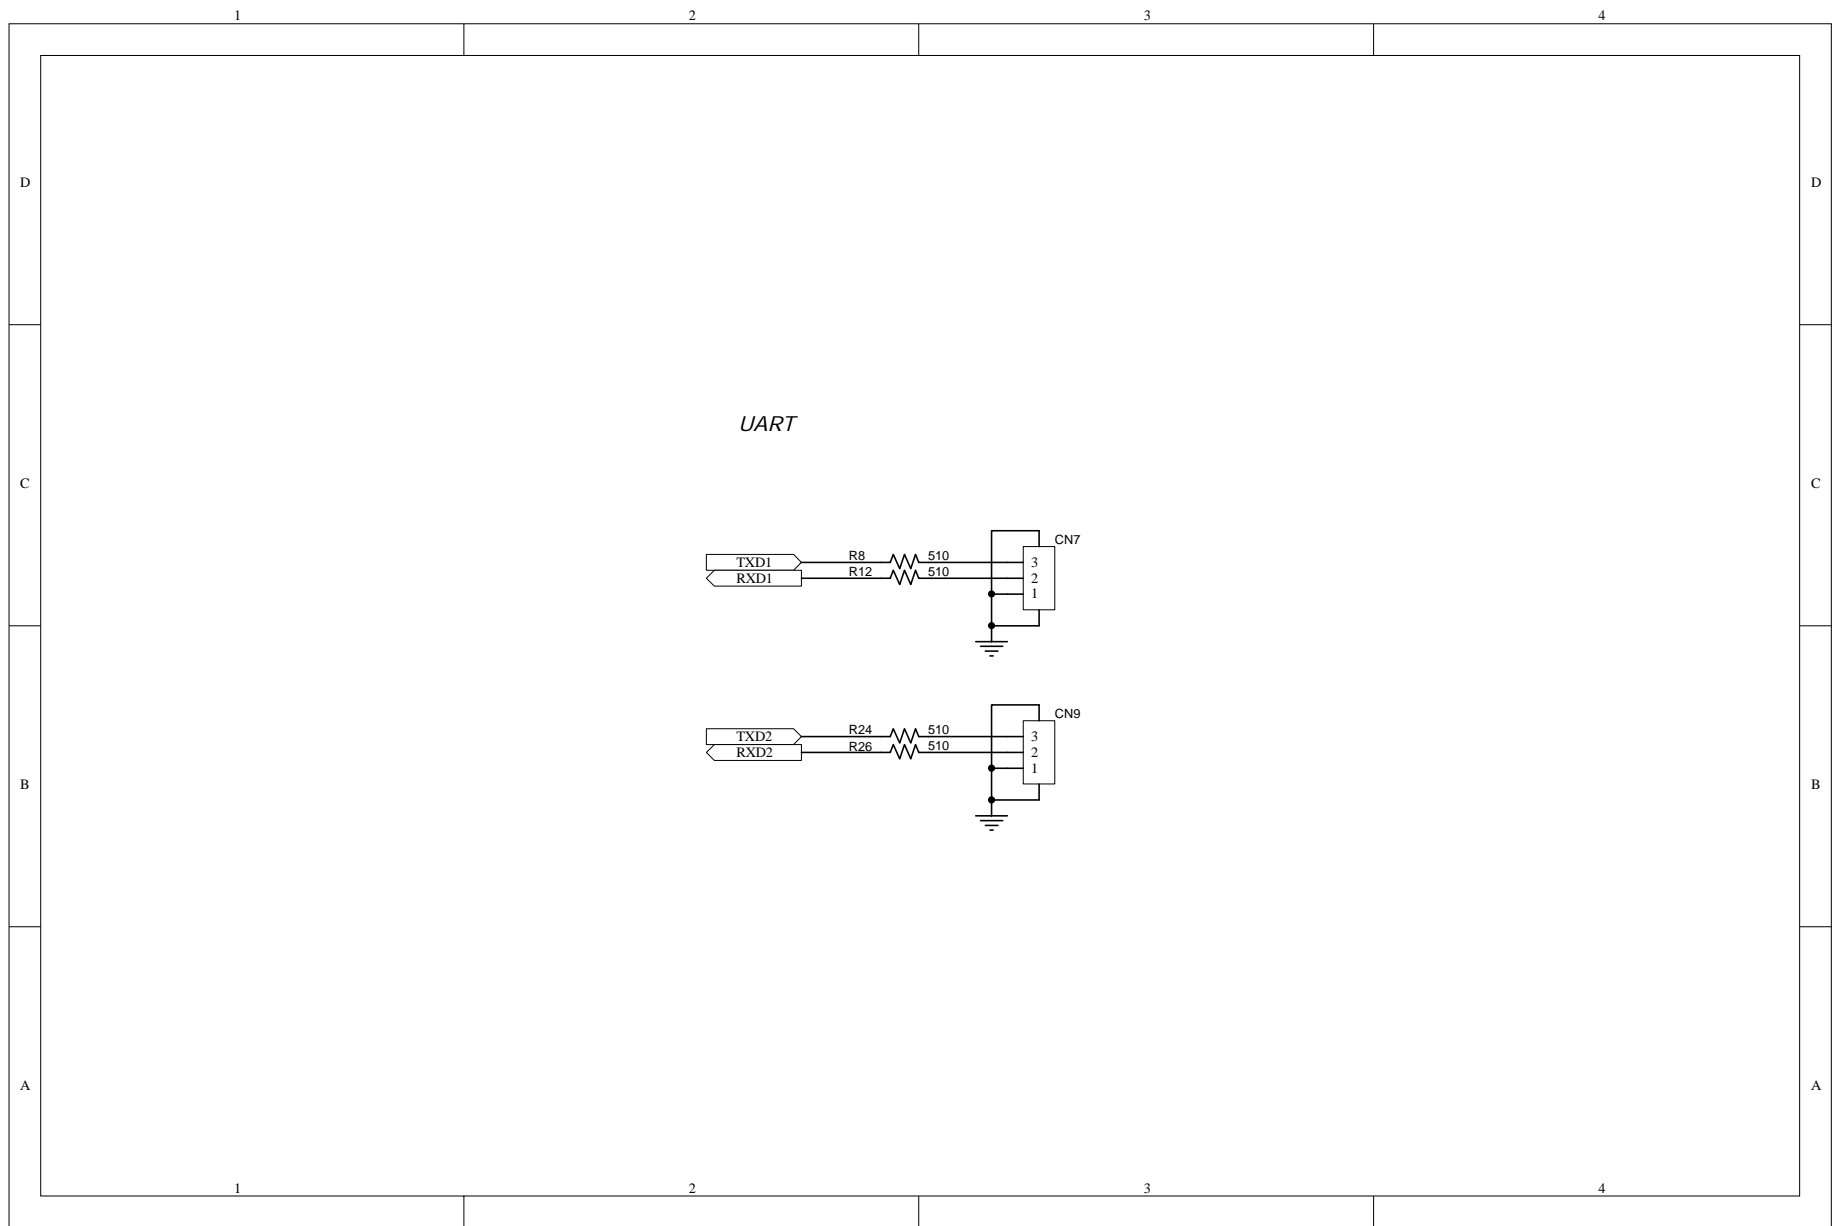 1 2 3 4
D D
UART
C C
CN7
TXD1 R8 510 3
RXD1 R12 510 2
1
CN9
TXD2 R24 510 3
RXD2 R26 510 2
1
B B
A A
1 2 3 4